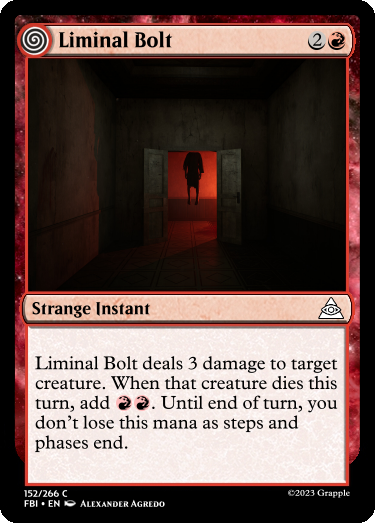 Liminal Bolt 2
Strange Instant
Liminal Bolt deals 3 damage to target
creature. When that creature dies this
turn, add . Until end of turn, you
don't lose this mana as steps and
phases end.
152/266 C
FBI • EN Alexander Agredo
©2023 Grapple